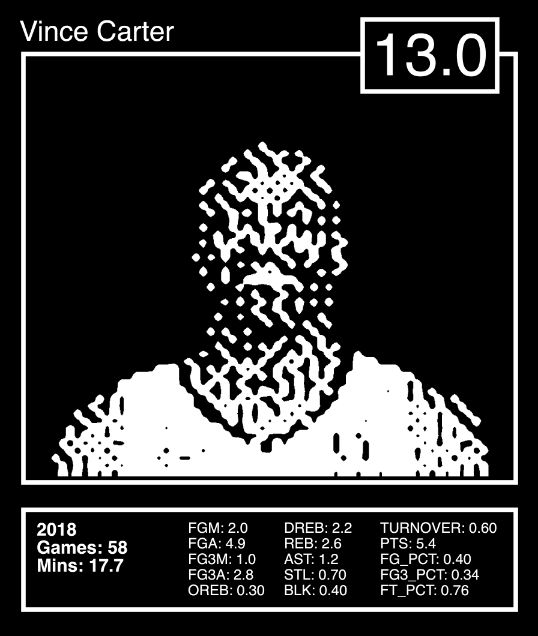 Vince Carter
13.0
2018
Games: 58
Mins: 17.7
FGM: 2.0
FGA: 4.9
FG3M: 1.0
FG3A: 2.8
OREB: 0.30
DREB: 2.2
REB: 2.6
AST: 1.2
STL: 0.70
BLK: 0.40
TURNOVER: 0.60
PTS: 5.4
FG_PCT: 0.40
FG3_PCT: 0.34
FT_PCT: 0.76